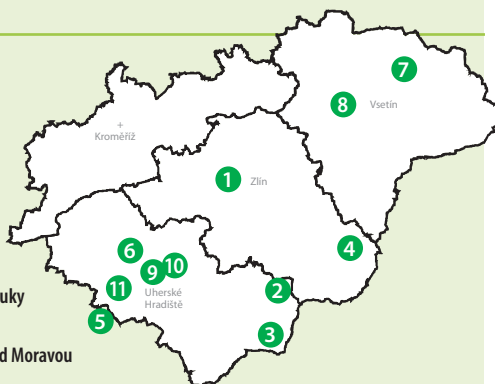 7
8
Vsetín
+
Kroměříž
1
Zlín
4
6
9
10
11
2
Uherské
Hradiště
uky
5
3
d Moravou